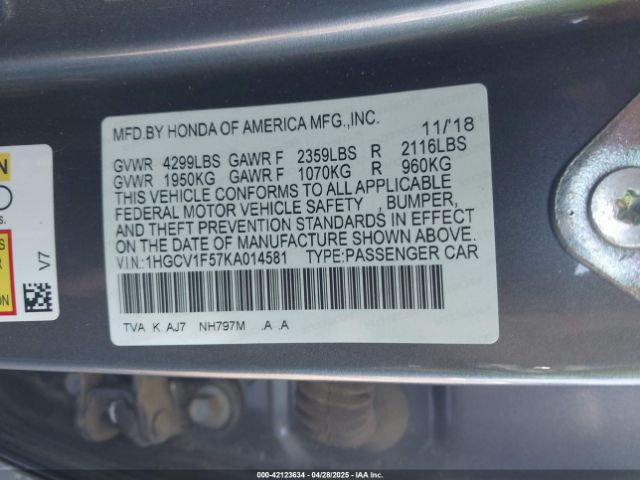 MFD.BY HONDA OF AMERICA MFG.,INC. 11/'18
GVWR 4299LBS GAWR F 2359LBS R 2116LBS
GVWR 1950KG GAWR F 1070KG R 960KG
THIS VEHICLE CONFORMS TO ALL APPLICABLE
FEDERAL MOTOR VEHICLE SAFETY , BUMPER,
AND THEFT PREVENTION STANDARDS IN EFFECT
ON THE DATE OF MANUFACTURE SHOWN ABOVE.
V.I.N.:1HGCV1F57KA014581 TYPE:PASSENGER CAR
TVA K AJ7 NH797M .A .A
V7
000-42123634 04/28/2025 IAA Inc.